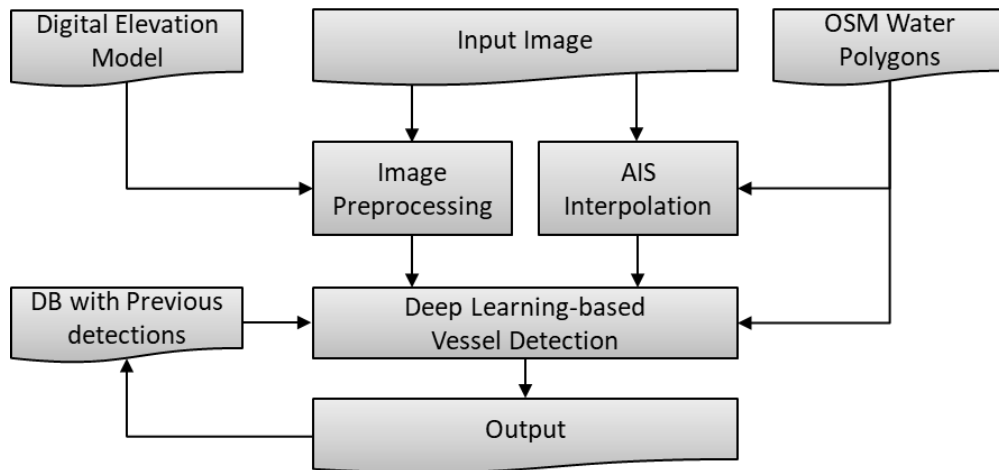 Digital Elevation
Model
Input Image
OSM Water
Polygons
Image
Preprocessing
AIS
Interpolation
DB with Previous
detections
Deep Learning-based
Vessel Detection
Output